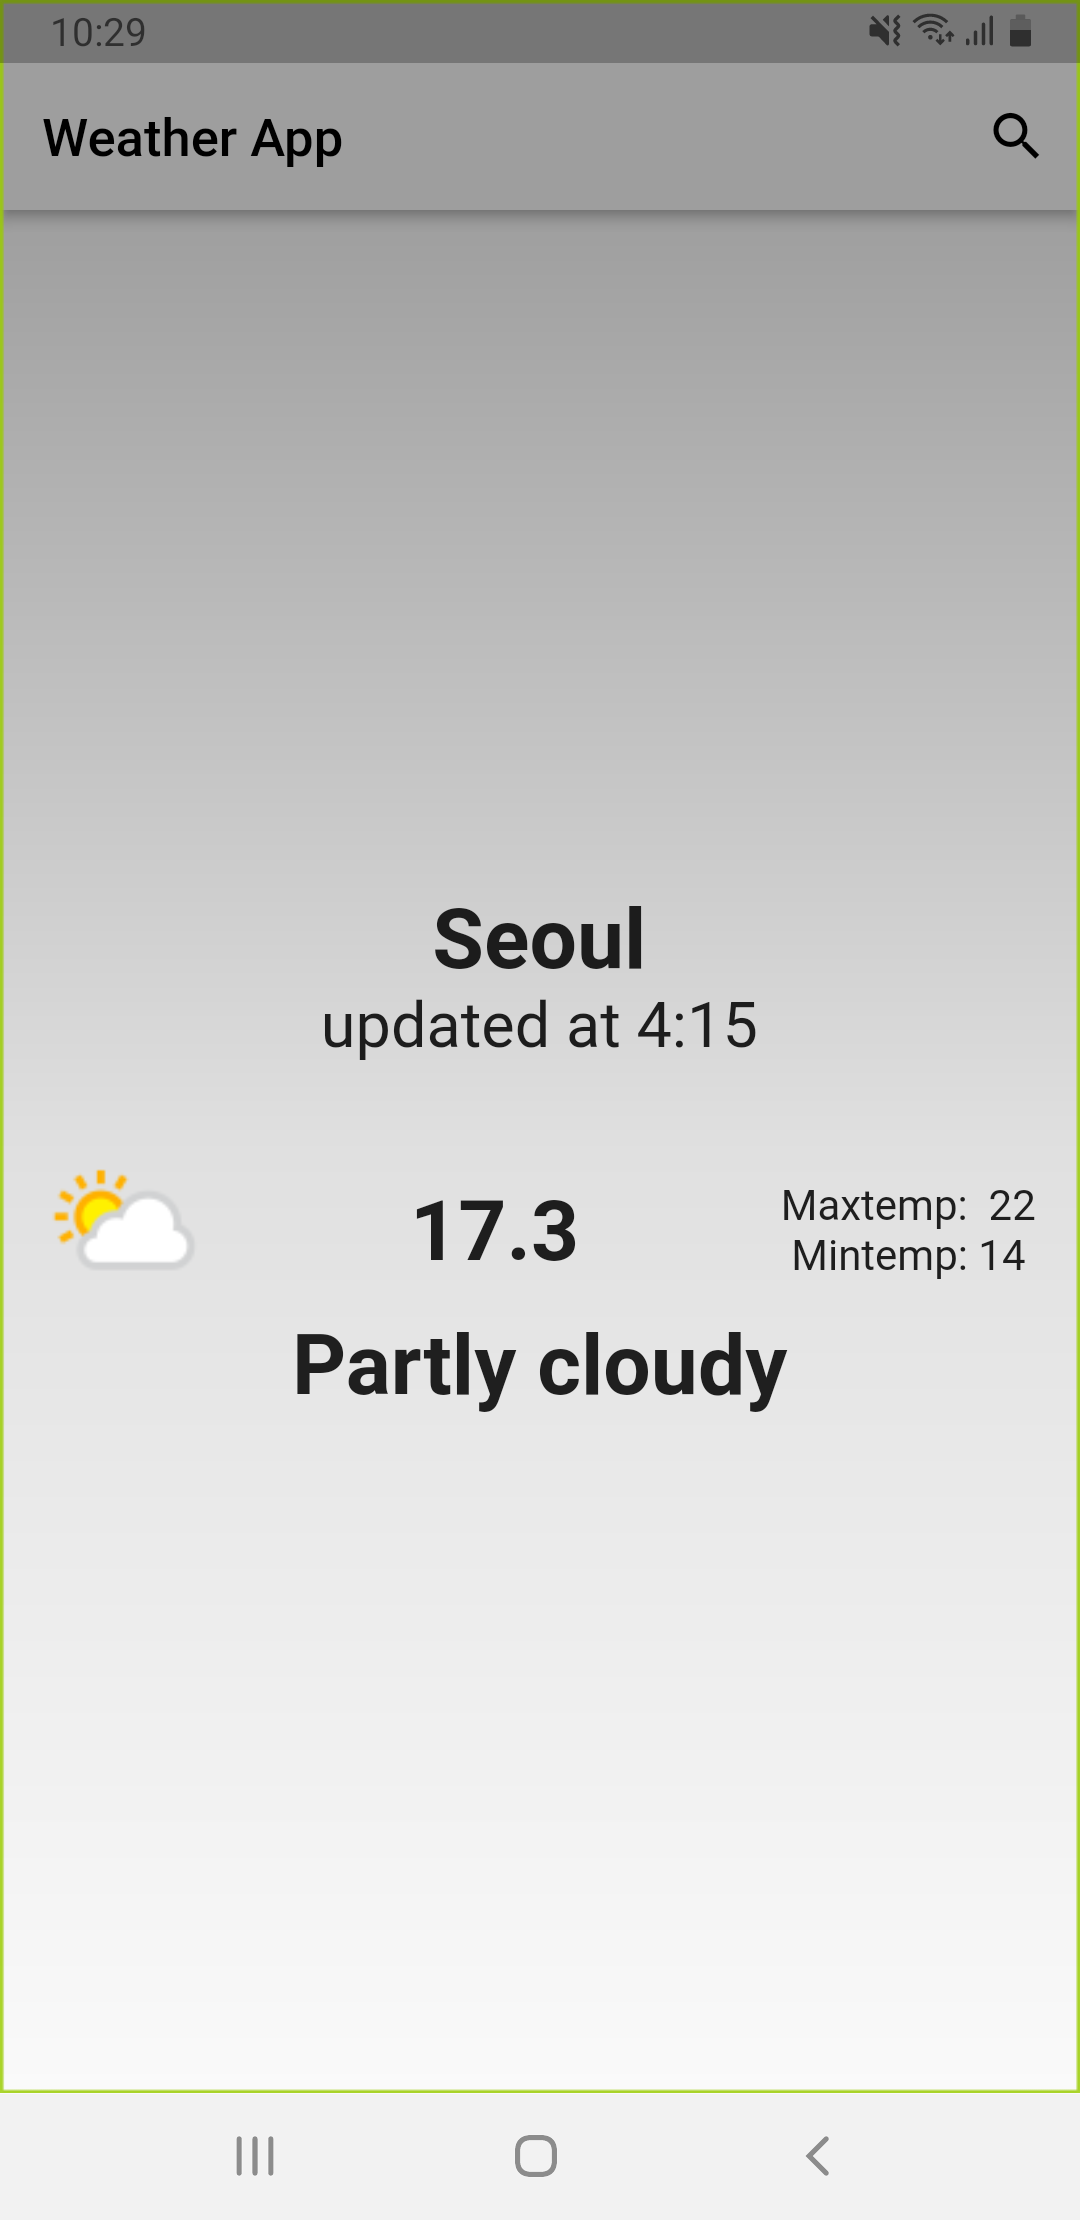 10:29
Weather App
Seoul
updated at 4:15
17.3
Maxtemp:  22
Mintemp: 14
Partly cloudy